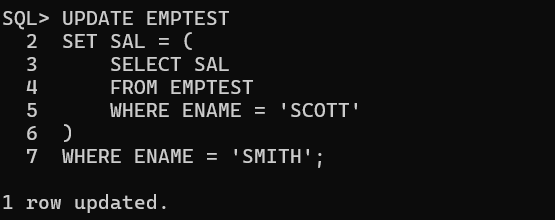 SQL> UPDATE EMPTEST
  2  SET SAL = (
  3      SELECT SAL
  4      FROM EMPTEST
  5      WHERE ENAME = 'SCOTT'
  6  )
  7  WHERE ENAME = 'SMITH';

1 row updated.